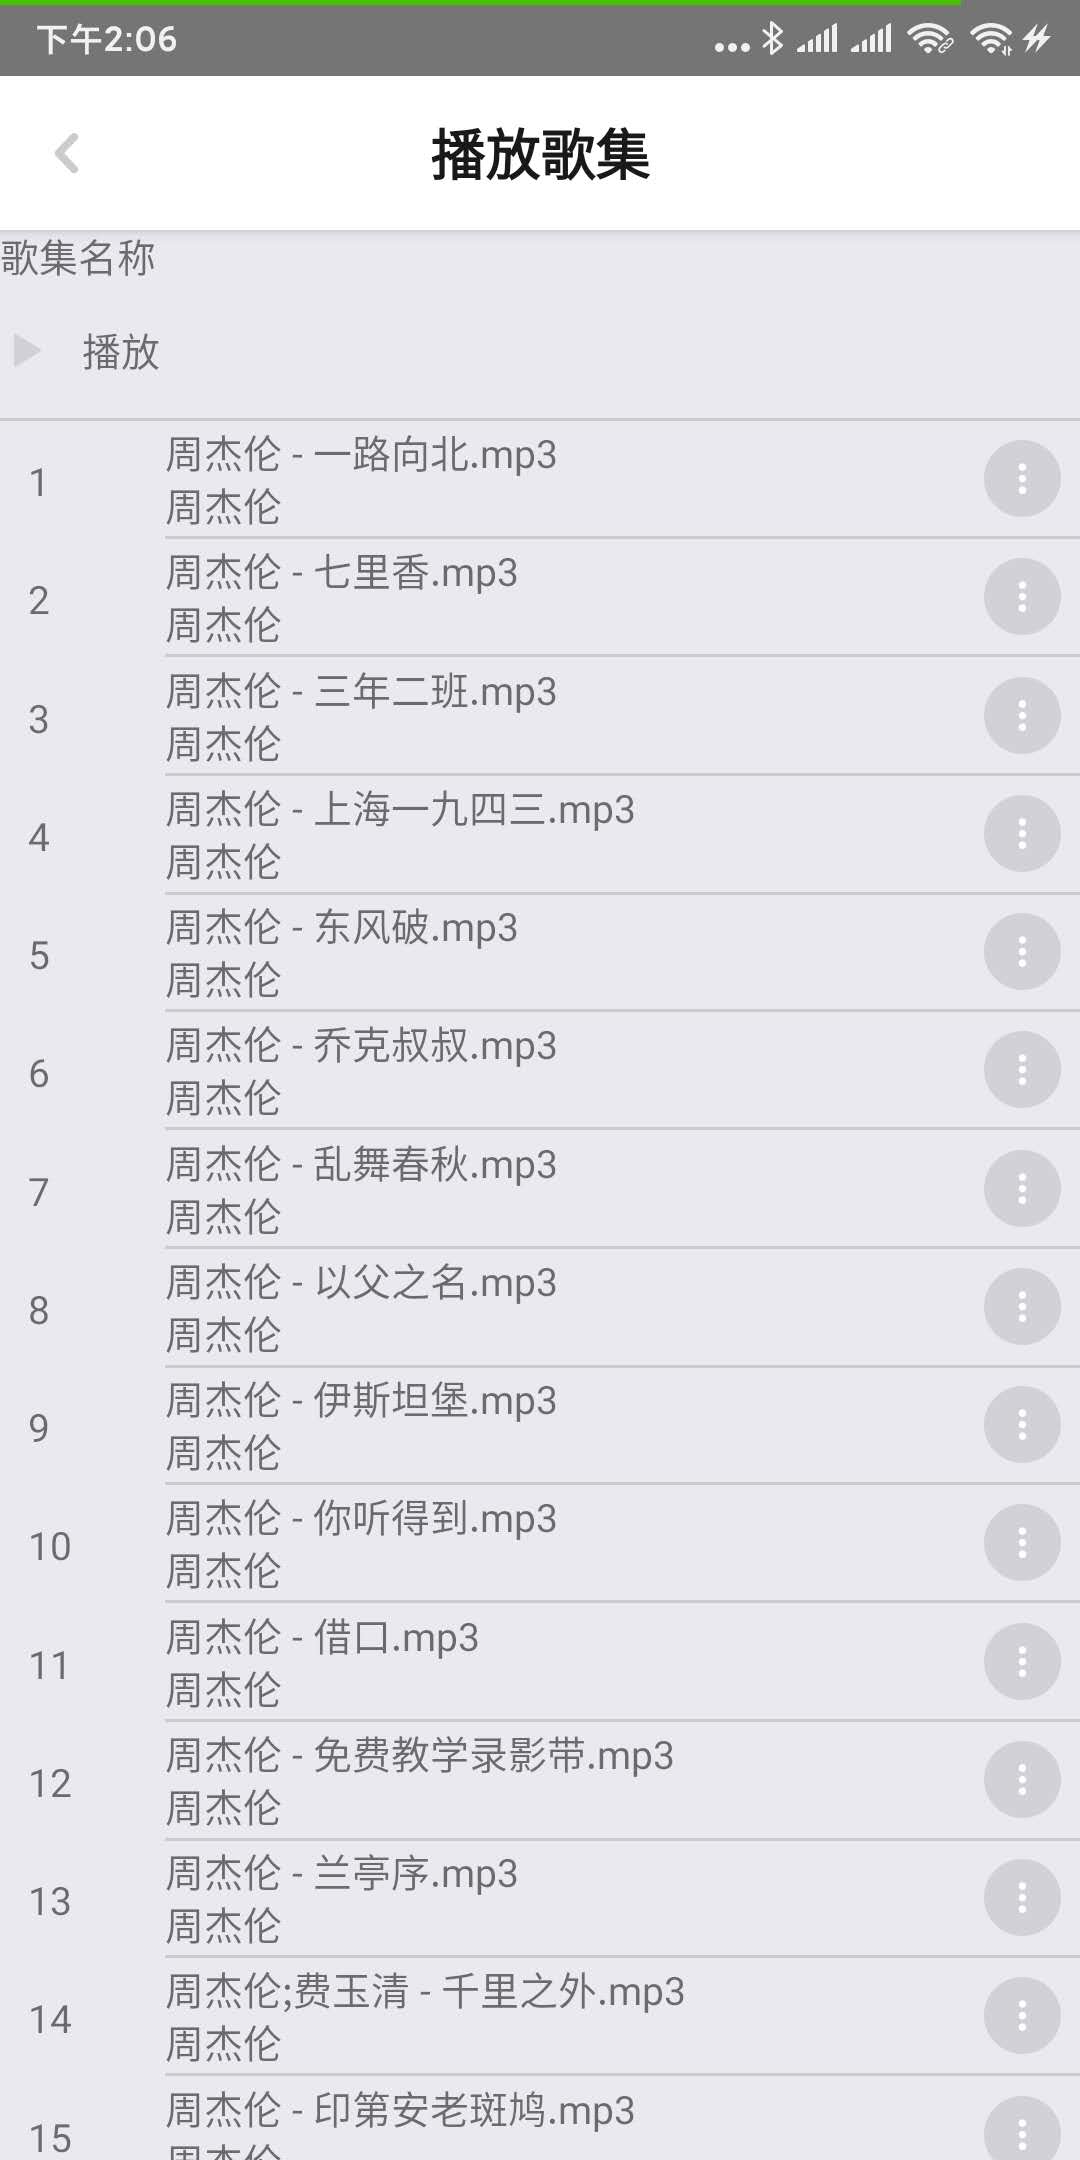 下午2:06
播放歌集
歌集名称
播放
1
周杰伦 - 一路向北.mp3
周杰伦
2
周杰伦 - 七里香.mp3
周杰伦
3
周杰伦 - 三年二班.mp3
周杰伦
4
周杰伦 - 上海一九四三.mp3
周杰伦
5
周杰伦 - 东风破.mp3
周杰伦
6
周杰伦 - 乔克叔叔.mp3
周杰伦
7
周杰伦 - 乱舞春秋.mp3
周杰伦
8
周杰伦 - 以父之名.mp3
周杰伦
9
周杰伦 - 伊斯坦堡.mp3
周杰伦
10
周杰伦 - 你听得到.mp3
周杰伦
11
周杰伦 - 借口.mp3
周杰伦
12
周杰伦 - 免费教学录影带.mp3
周杰伦
13
周杰伦 - 兰亭序.mp3
周杰伦
14
周杰伦;费玉清 - 千里之外.mp3
周杰伦
15
周杰伦 - 印第安老斑鸠.mp3
周杰伦